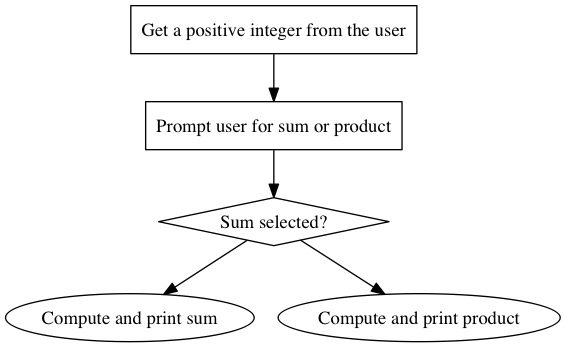 Get a positive integer from the user
Prompt user for sum or product
Sum selected?
Compute and print sum
Compute and print product